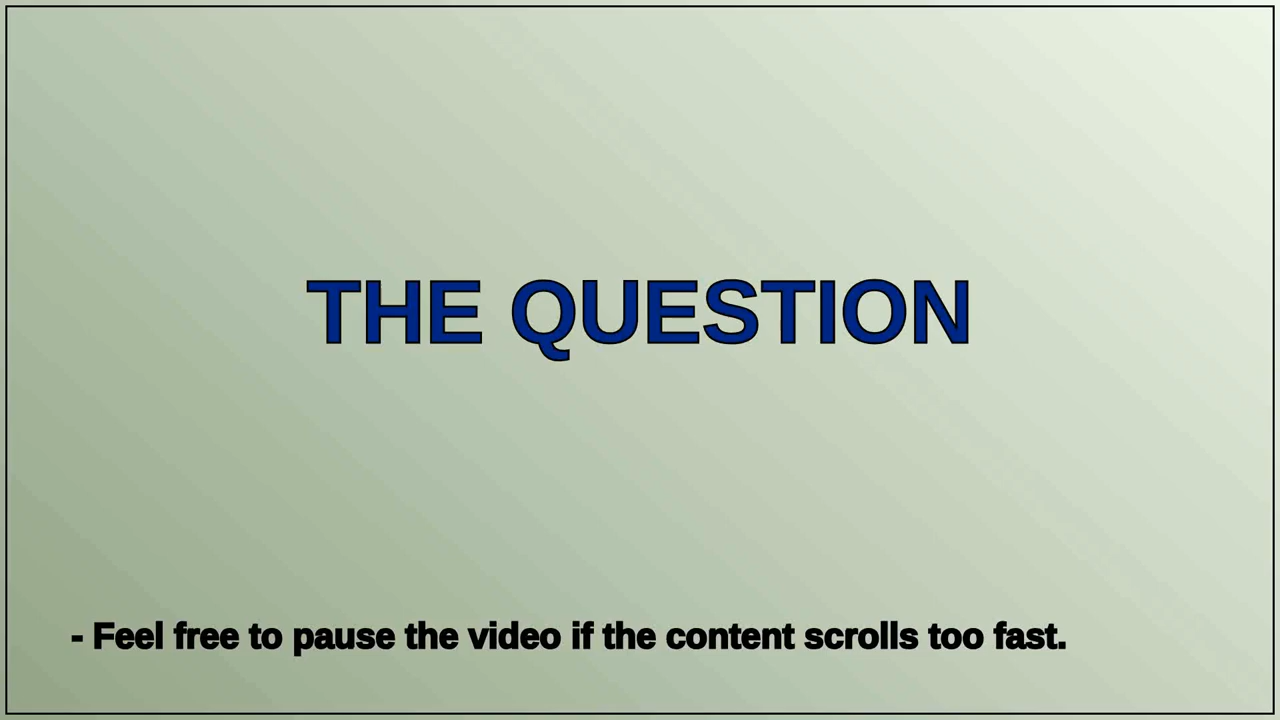 THE QUESTION
- Feel free to pause the video if the content scrolls too fast.